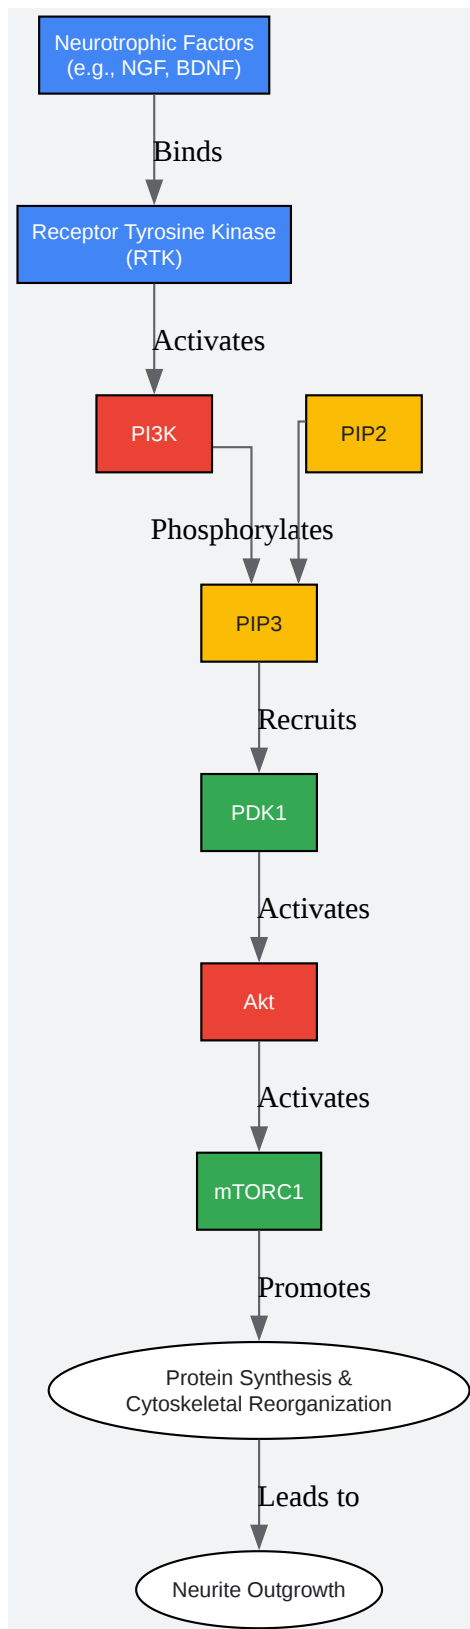 Neurotrophic Factors
(e.g., NGF, BDNF)
Binds
Receptor Tyrosine Kinase
(RTK)
Activates
PI3K
PIP2
Phosphorylates
PIP3
Recruits
PDK1
Activates
Akt
Activates
mTORC1
Promotes
Protein Synthesis &
Cytoskeletal Reorganization
Leads to
Neurite Outgrowth